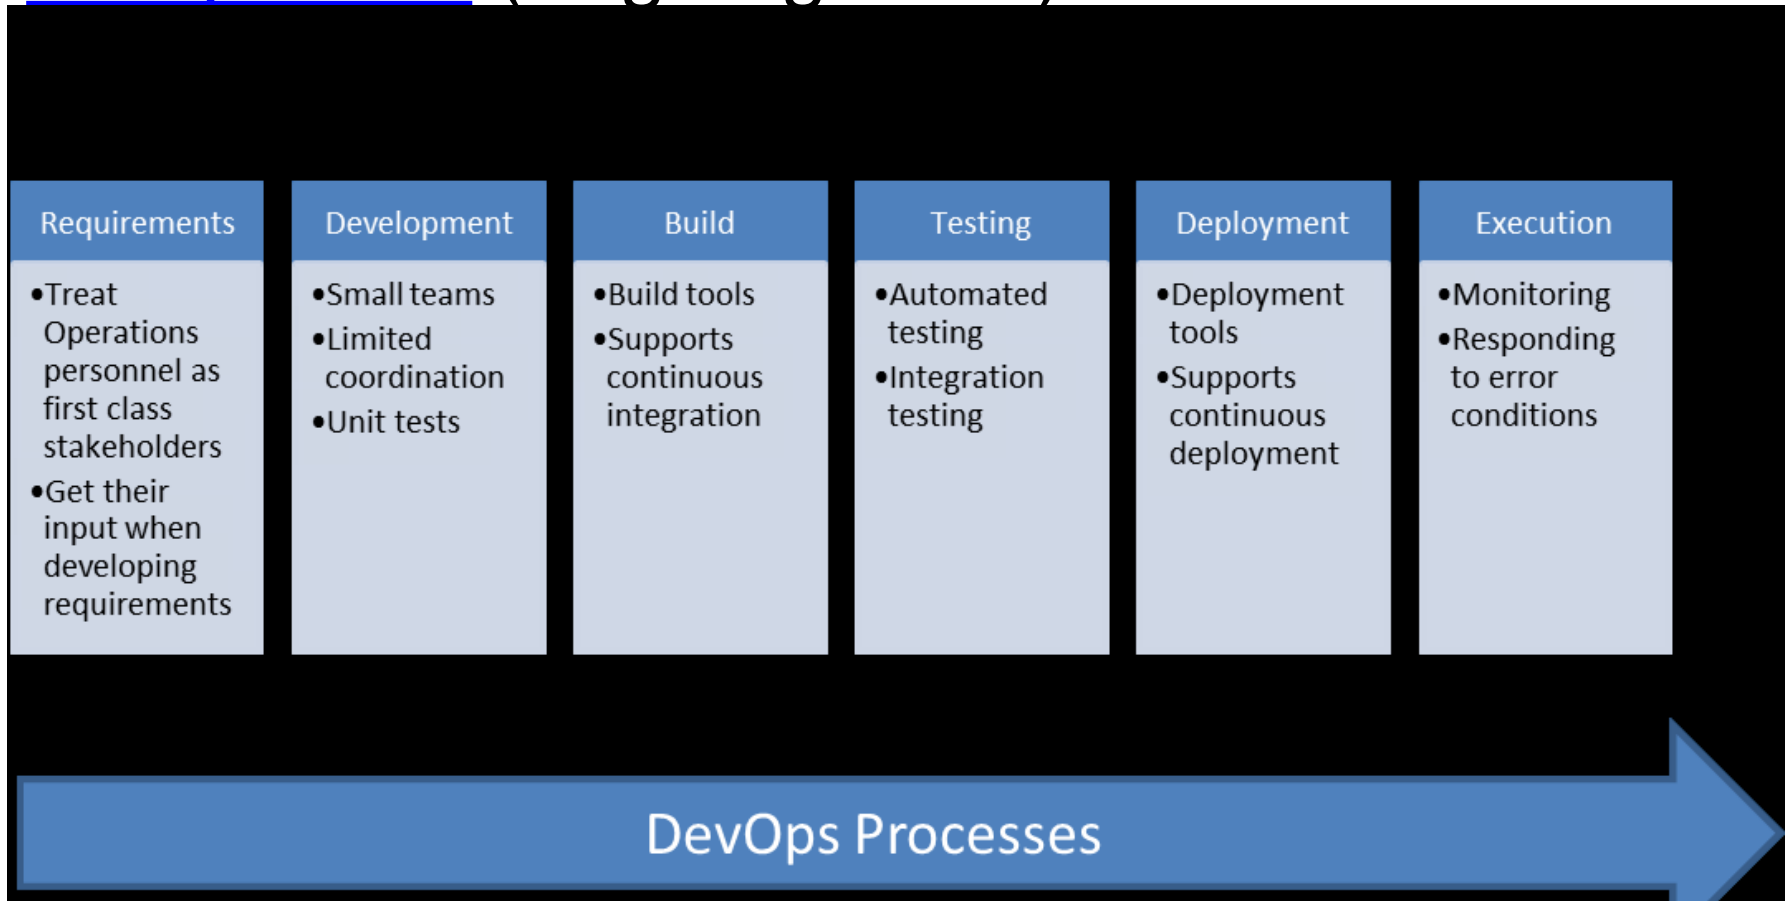 Requirements
•Treat
Operations
personnel as
first class
stakeholders
•Get their
input when
developing
requirements
Development
•Small teams
•Limited
coordination
•Unit tests
Build
•Build tools
•Supports
continuous
integration
Testing
•Automated
testing
•Integration
testing
Deployment
•Deployment
tools
•Supports
continuous
deployment
Execution
•Monitoring
•Responding
to error
conditions
DevOps Processes